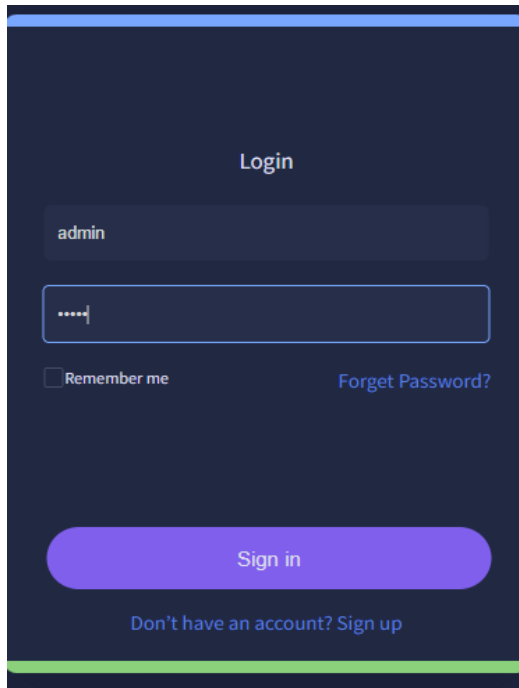 Login
admin
•••••
Remember me
Forget Password?
Sign in
Don't have an account? Sign up